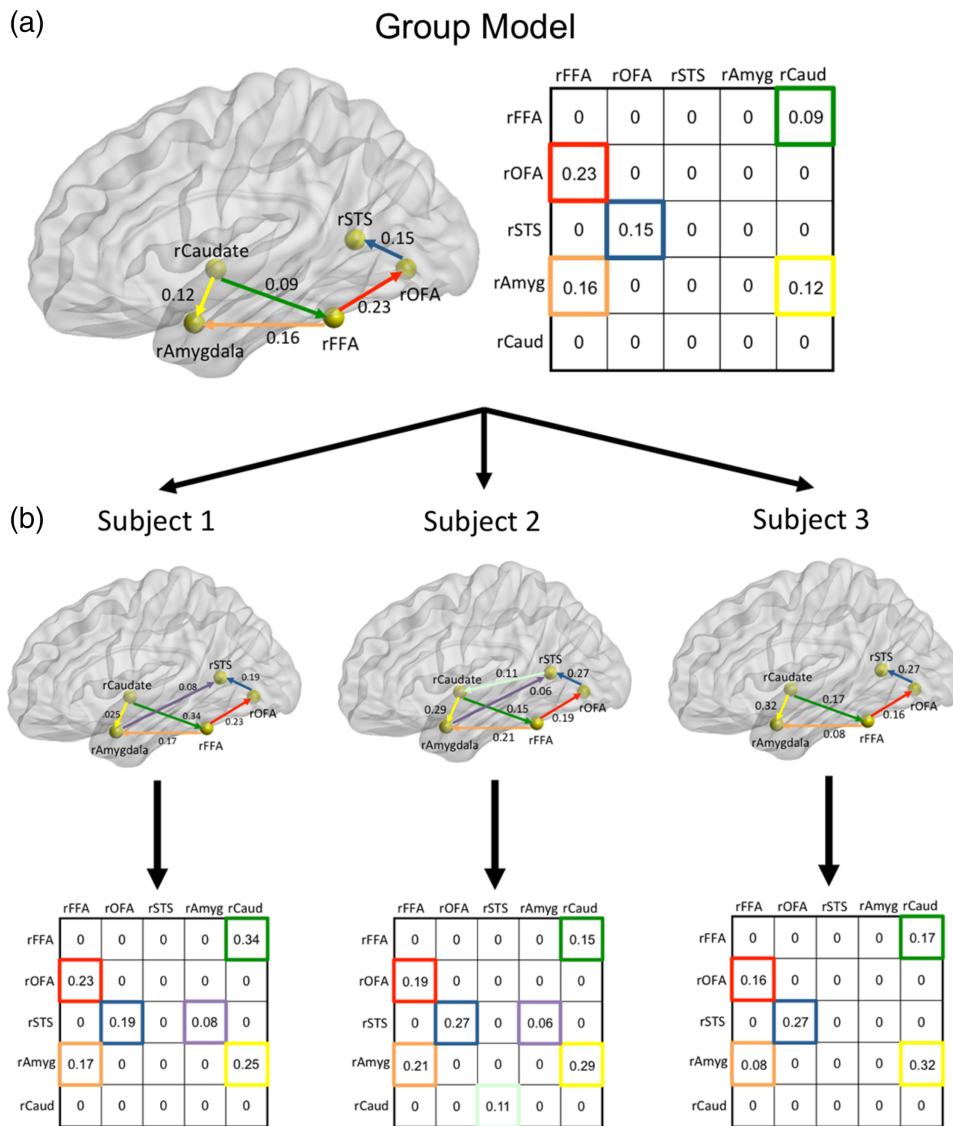 (a)
Group Model
rFFA rOFA rSTS rAmyg rCaud
rFFA 0 0 0 0 0.09
rOFA 0.23 0 0 0 0
rSTS 0 0.15 0 0 0
rAmyg 0.16 0 0 0 0.12
rCaud 0 0 0 0 0
rSTS
0.15
rCaudate
0.09
rOFA
0.12
0.23
rAmygdala
0.16
rFFA
(b)
Subject 1
Subject 2
Subject 3
rSTS
0.19
0.08
rCaudate
rOFA
.025
0.34
0.23
rAmygdala
0.17
rFFA
rSTS
0.27
0.11
rCaudate
0.06
rOFA
0.29
0.15
0.19
rAmygdala
0.21
rFFA
rSTS
0.27
rCaudate
0.17
rOFA
0.32
0.16
rAmygdala
0.08
rFFA
rFFA rOFA rSTS rAmyg rCaud
rFFA 0 0 0 0 0.34
rOFA 0.23 0 0 0 0
rSTS 0 0.19 0 0.08 0
rAmyg 0.17 0 0 0 0.25
rCaud 0 0 0 0 0
rFFA rOFA rSTS rAmyg rCaud
rFFA 0 0 0 0 0.15
rOFA 0.19 0 0 0 0
rSTS 0 0.27 0 0.06 0
rAmyg 0.21 0 0 0 0.29
rCaud 0 0 0.11 0 0
rFFA rOFA rSTS rAmyg rCaud
rFFA 0 0 0 0 0.17
rOFA 0.16 0 0 0 0
rSTS 0 0.27 0 0 0
rAmyg 0.08 0 0 0 0.32
rCaud 0 0 0 0 0